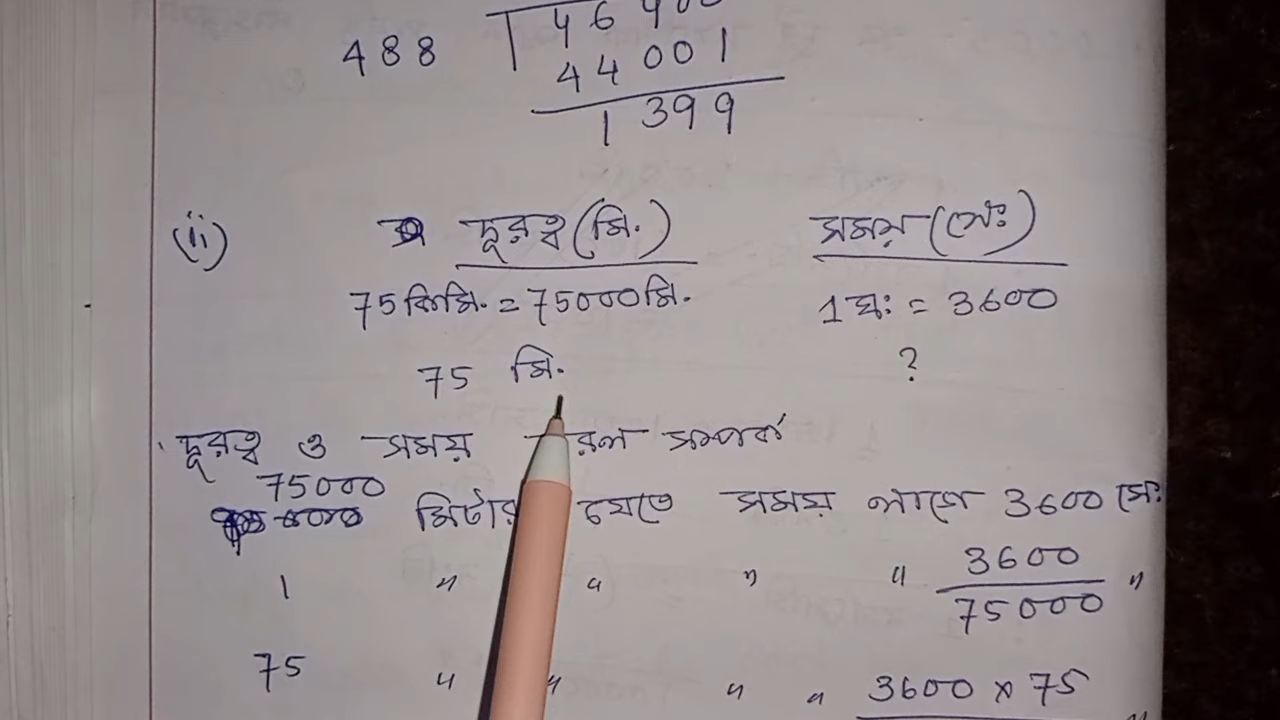 488
44001
1399
(ii) দূরত্ব (মি.) সময় (সেঃ)
75 কিমি. = 75000 মি. 1 ঘঃ = 3600
75 মি. ?
দূরত্ব ও সময় সরল সম্পর্ক
75000
মিটার যেতে সময় লাগে 3600 সেঃ
1 " " " " 3600 "
75000
75 " " " " 3600 × 75 "